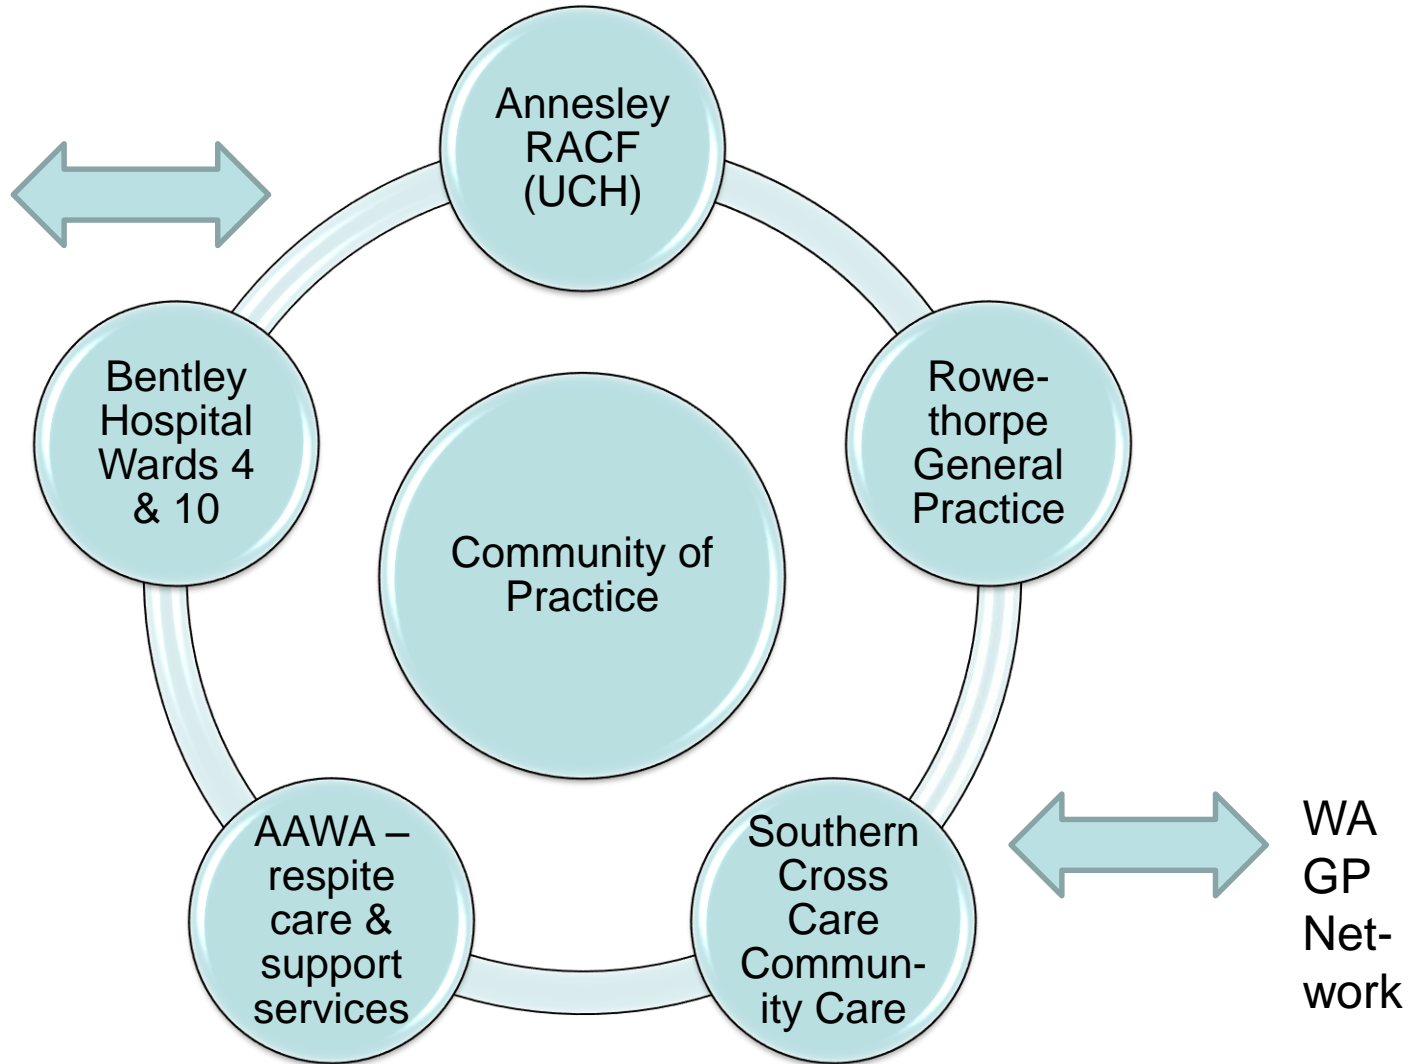 Annesley
RACF
(UCH)
Bentley
Hospital
Wards 4
& 10
Rowe-
thorpe
General
Practice
Community of
Practice
AAWA –
respite
care &
support
services
Southern
Cross
Care
Commun-
ity Care
WA
GP
Net-
work